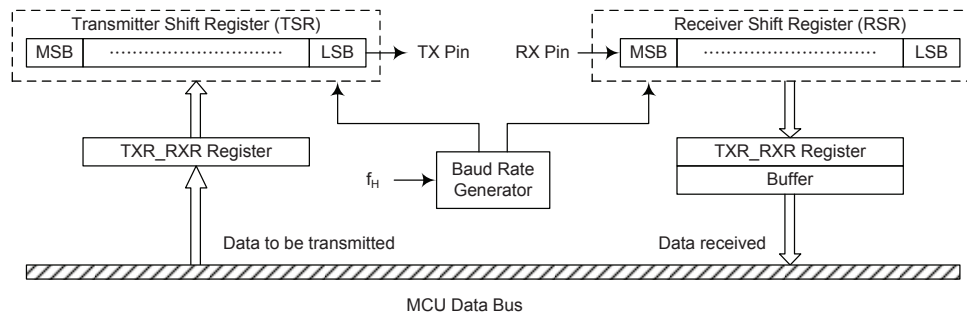 Transmitter Shift Register (TSR)
MSB
LSB
TX Pin
RX Pin
Receiver Shift Register (RSR)
MSB
LSB
TXR_RXR Register
Baud Rate
Generator
fH
TXR_RXR Register
Buffer
Data to be transmitted
Data received
MCU Data Bus